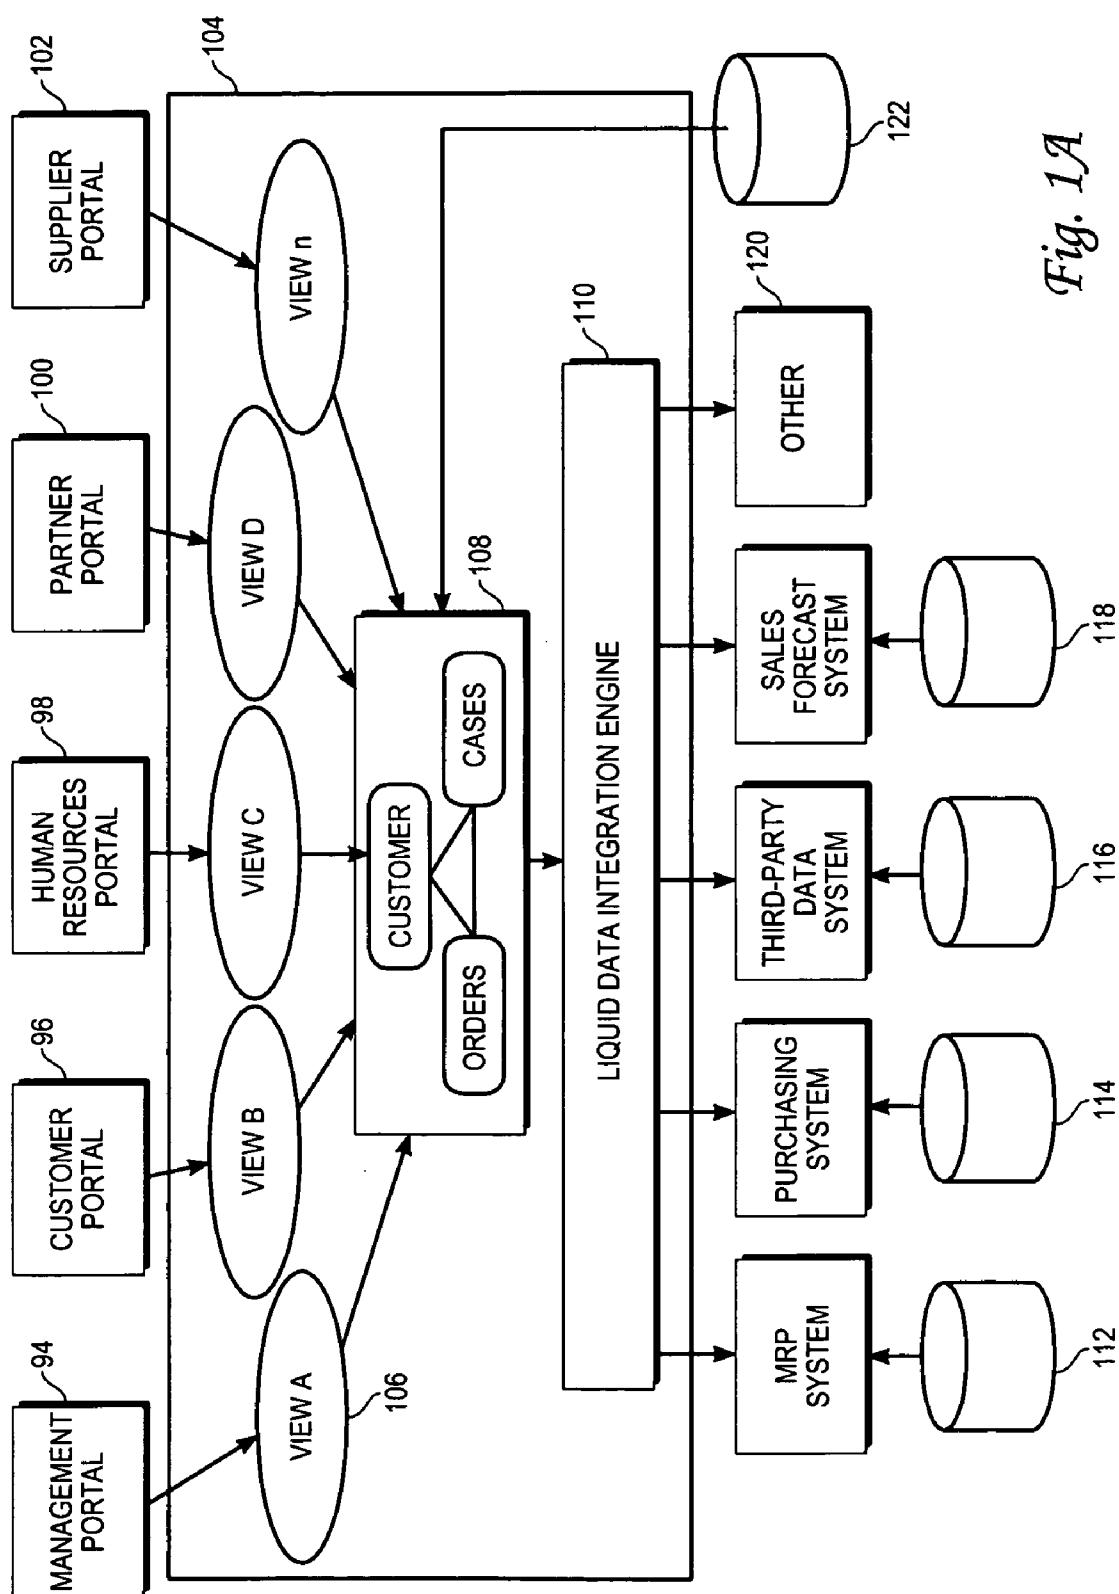 94
MANAGEMENT
PORTAL
96
CUSTOMER
PORTAL
98
HUMAN
RESOURCES
PORTAL
100
PARTNER
PORTAL
102
SUPPLIER
PORTAL
104
VIEW A
106
VIEW B
VIEW C
VIEW D
VIEW n
108
CUSTOMER
ORDERS
CASES
110
LIQUID DATA INTEGRATION ENGINE
MRP
SYSTEM
PURCHASING
SYSTEM
THIRD-PARTY
DATA
SYSTEM
SALES
FORECAST
SYSTEM
OTHER
120
122
112
114
116
118
Fig. 1A